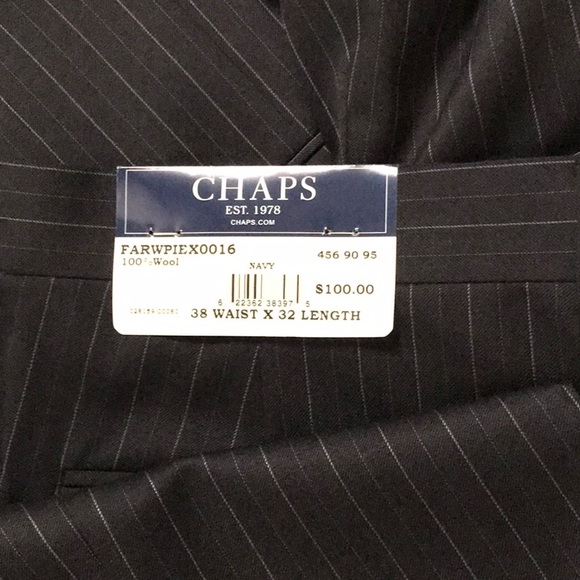 CHAPS
EST. 1978
CHAPS.COM
FARWPIEX0016 456 90 95
100%Wool NAVY
$100.00
6 22362 38397 5
38 WAIST X 32 LENGTH